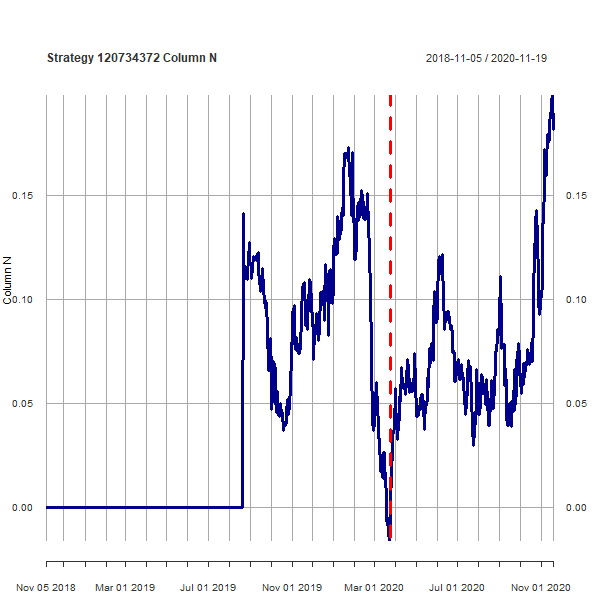 Strategy 120734372 Column N
2018-11-05 / 2020-11-19
Column N
0.15
0.10
0.05
0.00
0.15
0.10
0.05
0.00
Nov 05 2018
Mar 01 2019
Jul 01 2019
Nov 01 2019
Mar 01 2020
Jul 01 2020
Nov 01 2020